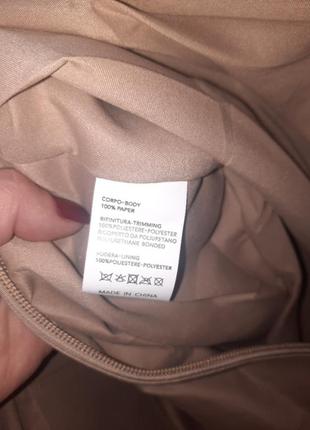 CORPO-BODY
100% PAPER
RIFINITURA-TRIMMING
100%POLIESTERE-POLYESTER
RICOPERTO DA POLIURETANO
POLYURETHANE BONDED
FODERA-LINING
100%POLIESTERE-POLYESTER
MADE IN CHINA